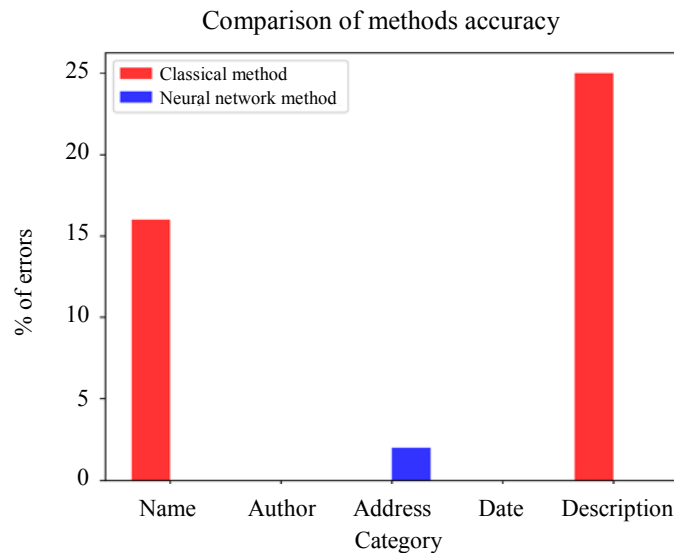 Comparison of methods accuracy
Classical method
Neural network method
25
20
15
10
5
0
% of errors
Name Author Address Date Description
Category